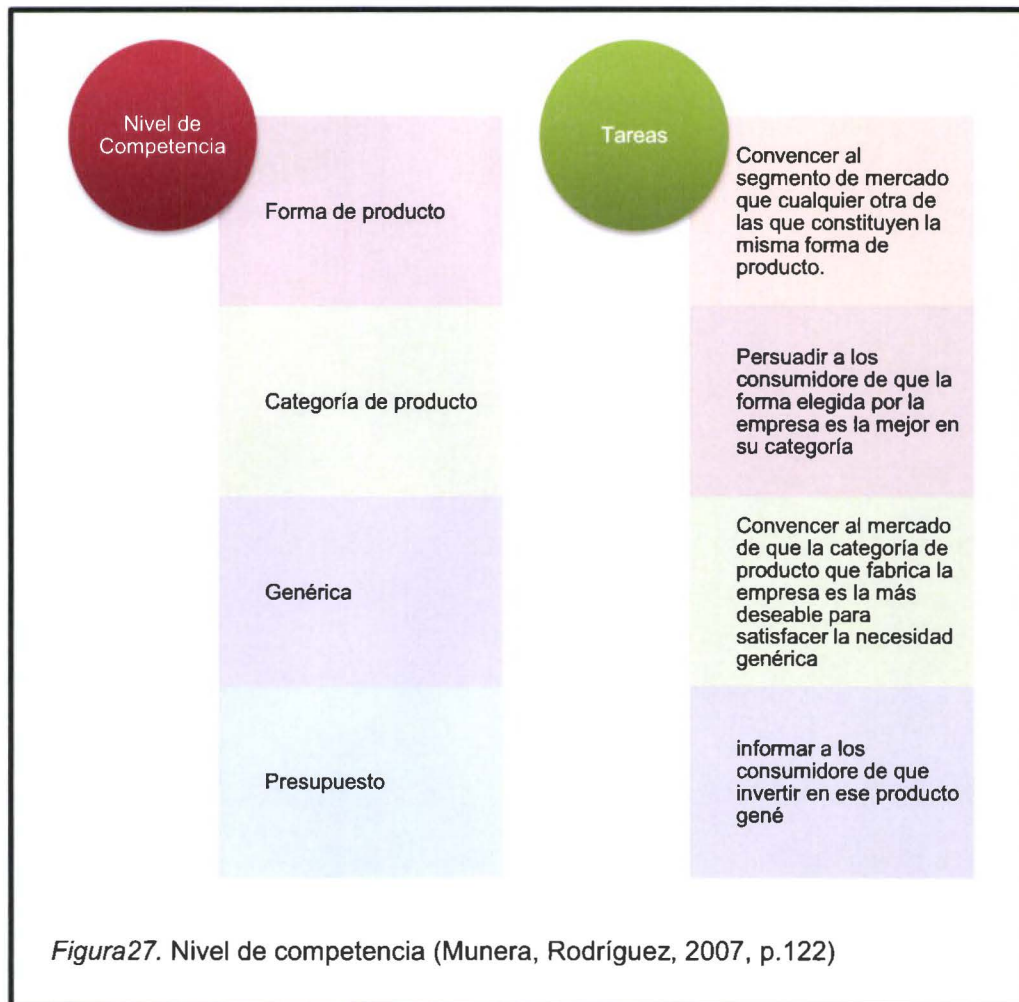 Nivel de
Competencia
Forma de producto
Categoría de producto
Genérica
Presupuesto
Tareas
Convencer al
segmento de mercado
que cualquier otra de
las que constituyen la
misma forma de
producto.
Persuadir a los
consumidore de que la
forma elegida por la
empresa es la mejor en
su categoría
Convencer al mercado
de que la categoría de
producto que fabrica la
empresa es la más
deseable para
satisfacer la necesidad
genérica
informar a los
consumidore de que
invertir en ese producto
gené
Figura27. Nivel de competencia (Munera, Rodríguez, 2007, p.122)